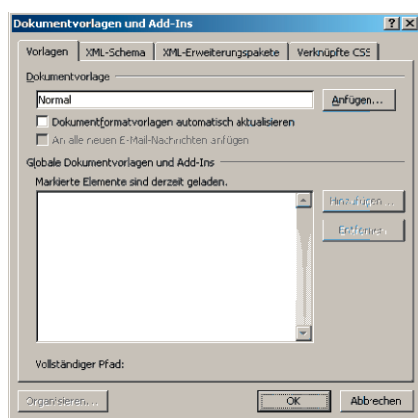 Dokumentvorlagen und Add-Ins
Vorlagen XML-Schema XML-Erweiterungspakete Verknüpfte CSS
Dokumentvorlage
Normal Anfügen...
Dokumentformatvorlagen automatisch aktualisieren
An alle neuen E-Mail-Nachrichten anfügen
Globale Dokumentvorlagen und Add-Ins
Markierte Elemente sind derzeit geladen.
Hinzufügen...
Entfernen
Vollständiger Pfad:
Organisieren... OK Abbrechen